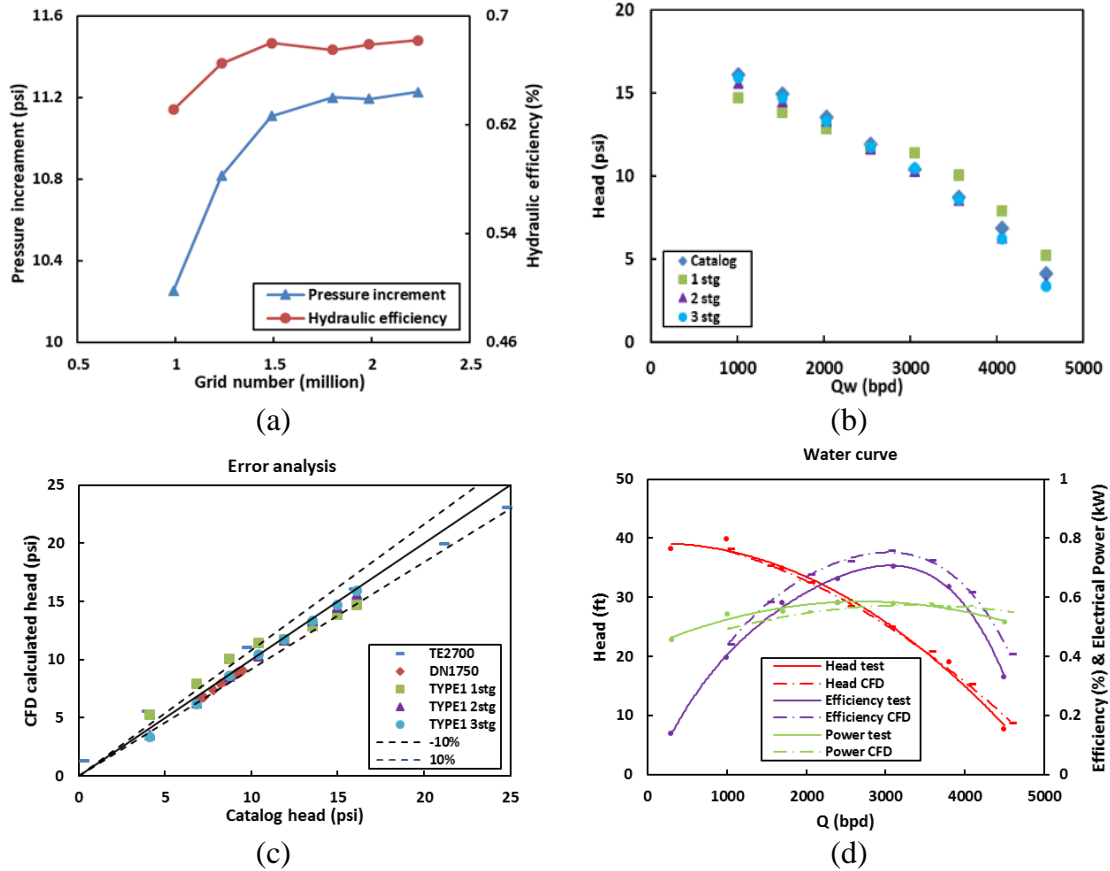 11.6
11.2
10.8
10.4
10
Pressure increament (psi)
0.7
0.62
0.54
0.46
Hydraulic efficiency (%)
Pressure increment
Hydraulic efficiency
0.5
1
1.5
2
2.5
Grid number (million)
(a)
20
15
10
5
0
Head (psi)
Catalog
1 stg
2 stg
3 stg
0
1000
2000
3000
4000
5000
Qw (bpd)
(b)
Error analysis
25
20
15
10
5
0
CFD calculated head (psi)
TE2700
DN1750
TYPE1 1stg
TYPE1 2stg
TYPE1 3stg
-10%
10%
0
5
10
15
20
25
Catalog head (psi)
(c)
Water curve
50
40
30
20
10
0
Head (ft)
1
0.8
0.6
0.4
0.2
0
Efficiency (%) & Electrical Power (kW)
Head test
Head CFD
Efficiency test
Efficiency CFD
Power test
Power CFD
0
1000
2000
3000
4000
5000
Q (bpd)
(d)